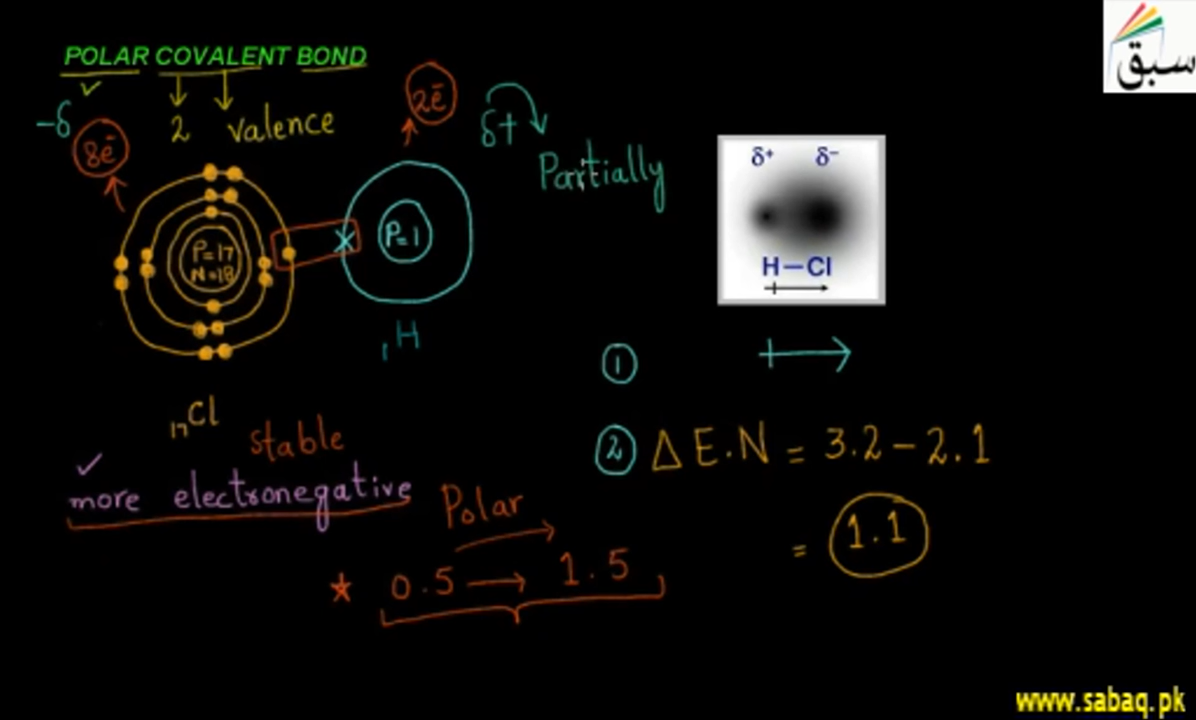 POLAR COVALENT BOND
سبق
-δ
8ē
2 valence
2ē
δ+
Partially
P=17
N=18
P=1
δ+ δ-
H–Cl
₁H
①
₁₇Cl
stable
② Δ E.N = 3.2 – 2.1
more electronegative
Polar
= 1.1
* 0.5 → 1.5
www.sabaq.pk